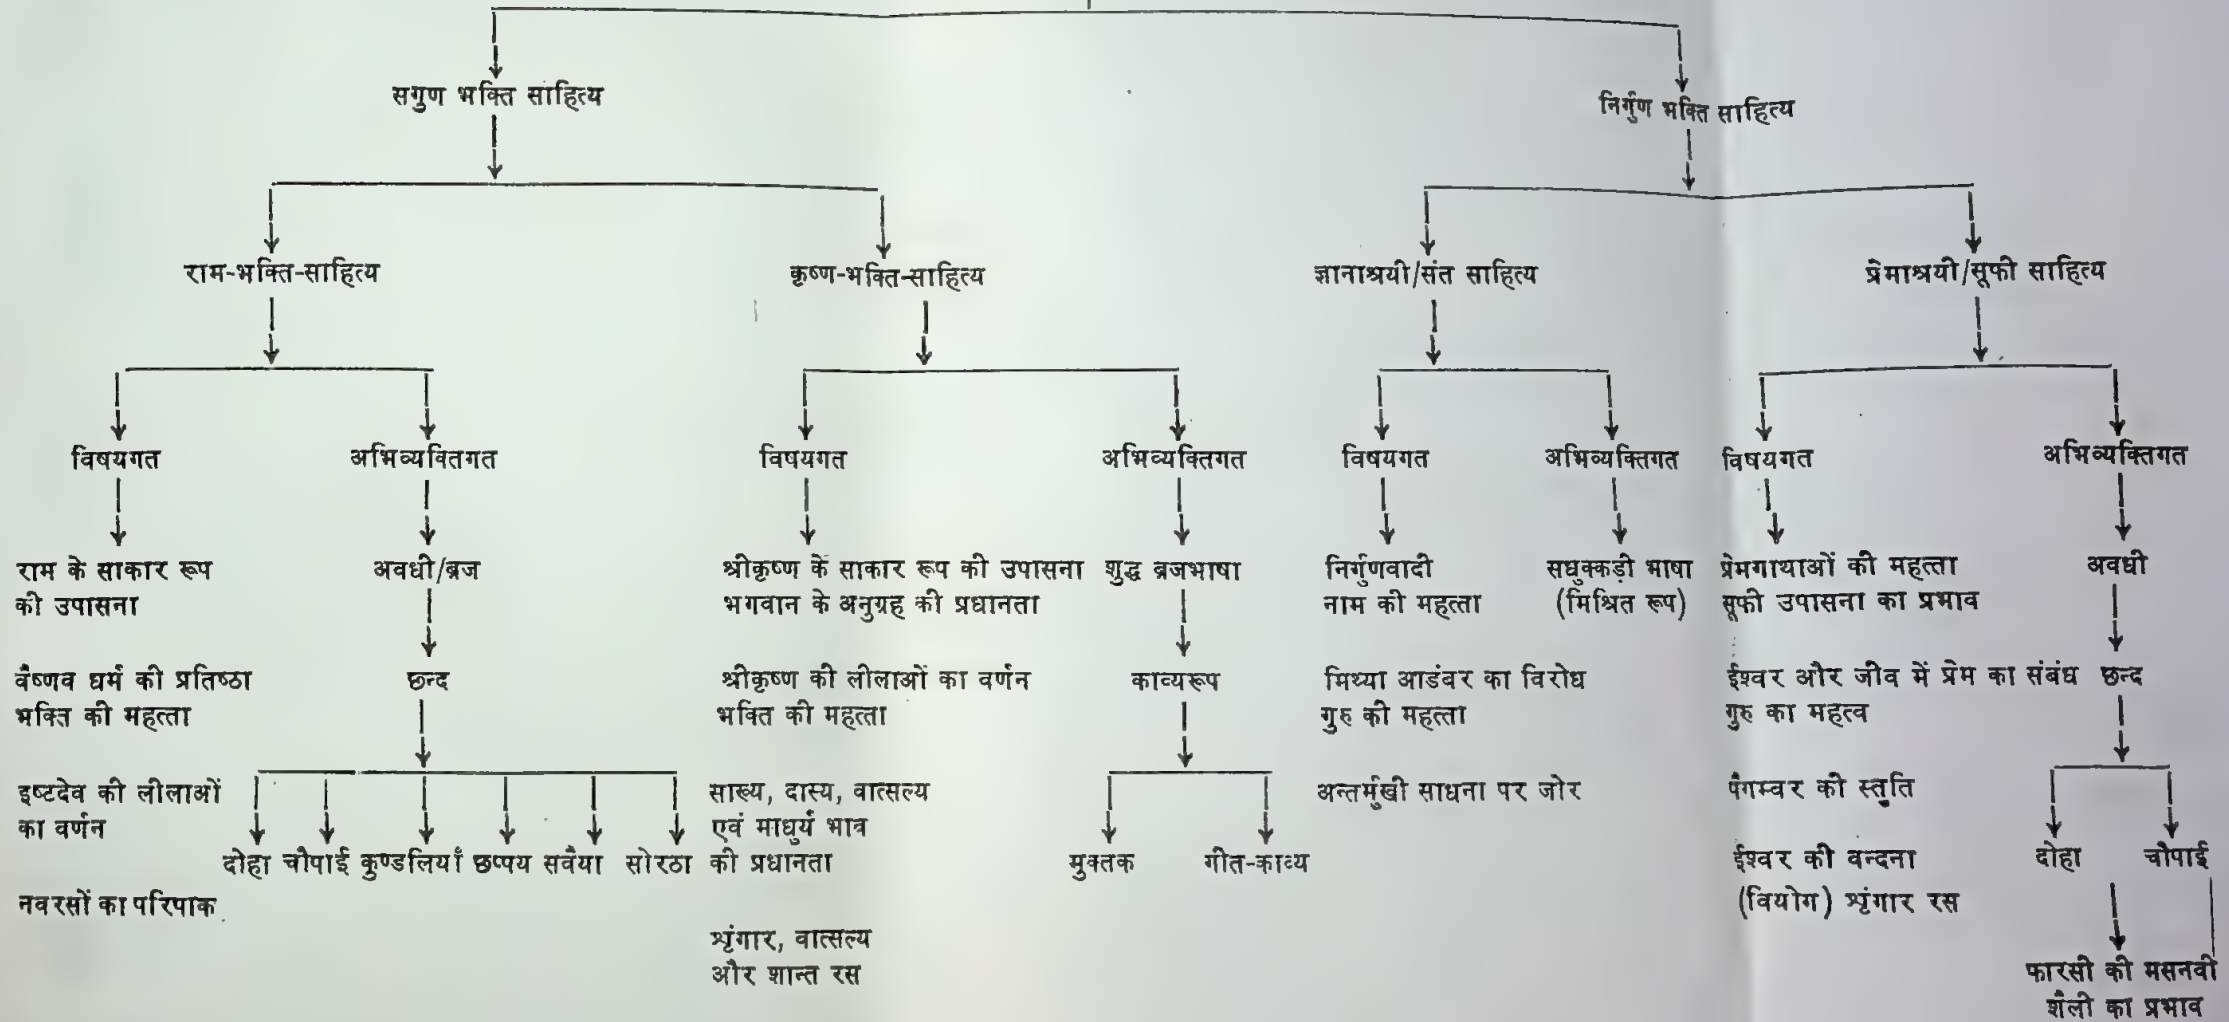 सगुण भक्ति साहित्य
निर्गुण भक्ति साहित्य
राम-भक्ति-साहित्य
कृष्ण-भक्ति-साहित्य
ज्ञानाश्रयी/संत साहित्य
प्रेमाश्रयी/सूफी साहित्य
विषयगत
अभिव्यक्तिगत
विषयगत
अभिव्यक्तिगत
विषयगत
अभिव्यक्तिगत
विषयगत
अभिव्यक्तिगत
राम के साकार रूप
की उपासना
वैष्णव धर्म की प्रतिष्ठा
भक्ति की महत्ता
इष्टदेव की लीलाओं
का वर्णन
नवरसों का परिपाक
अवधी/ब्रज
छन्द
दोहा चौपाई कुण्डलियाँ छप्पय सवैया सोरठा
श्रीकृष्ण के साकार रूप की उपासना
भगवान के अनुग्रह की प्रधानता
श्रीकृष्ण की लीलाओं का वर्णन
भक्ति की महत्ता
साख्य, दास्य, वात्सल्य
एवं माधुर्य भाव
की प्रधानता
शृंगार, वात्सल्य
और शान्त रस
शुद्ध ब्रजभाषा
काव्यरूप
मुक्तक
गीत-काव्य
निर्गुणवादी
नाम की महत्ता
मिथ्या आडंबर का विरोध
गुरु की महत्ता
अन्तर्मुखी साधना पर जोर
सधुक्कड़ी भाषा
(मिश्रित रूप)
प्रेमगाथाओं की महत्ता
सूफी उपासना का प्रभाव
ईश्वर और जीव में प्रेम का संबंध
गुरु का महत्व
पैगम्बर की स्तुति
ईश्वर की वन्दना
(वियोग) शृंगार रस
अवधी
छन्द
दोहा
चौपाई
फारसी की मसनवी
शैली का प्रभाव